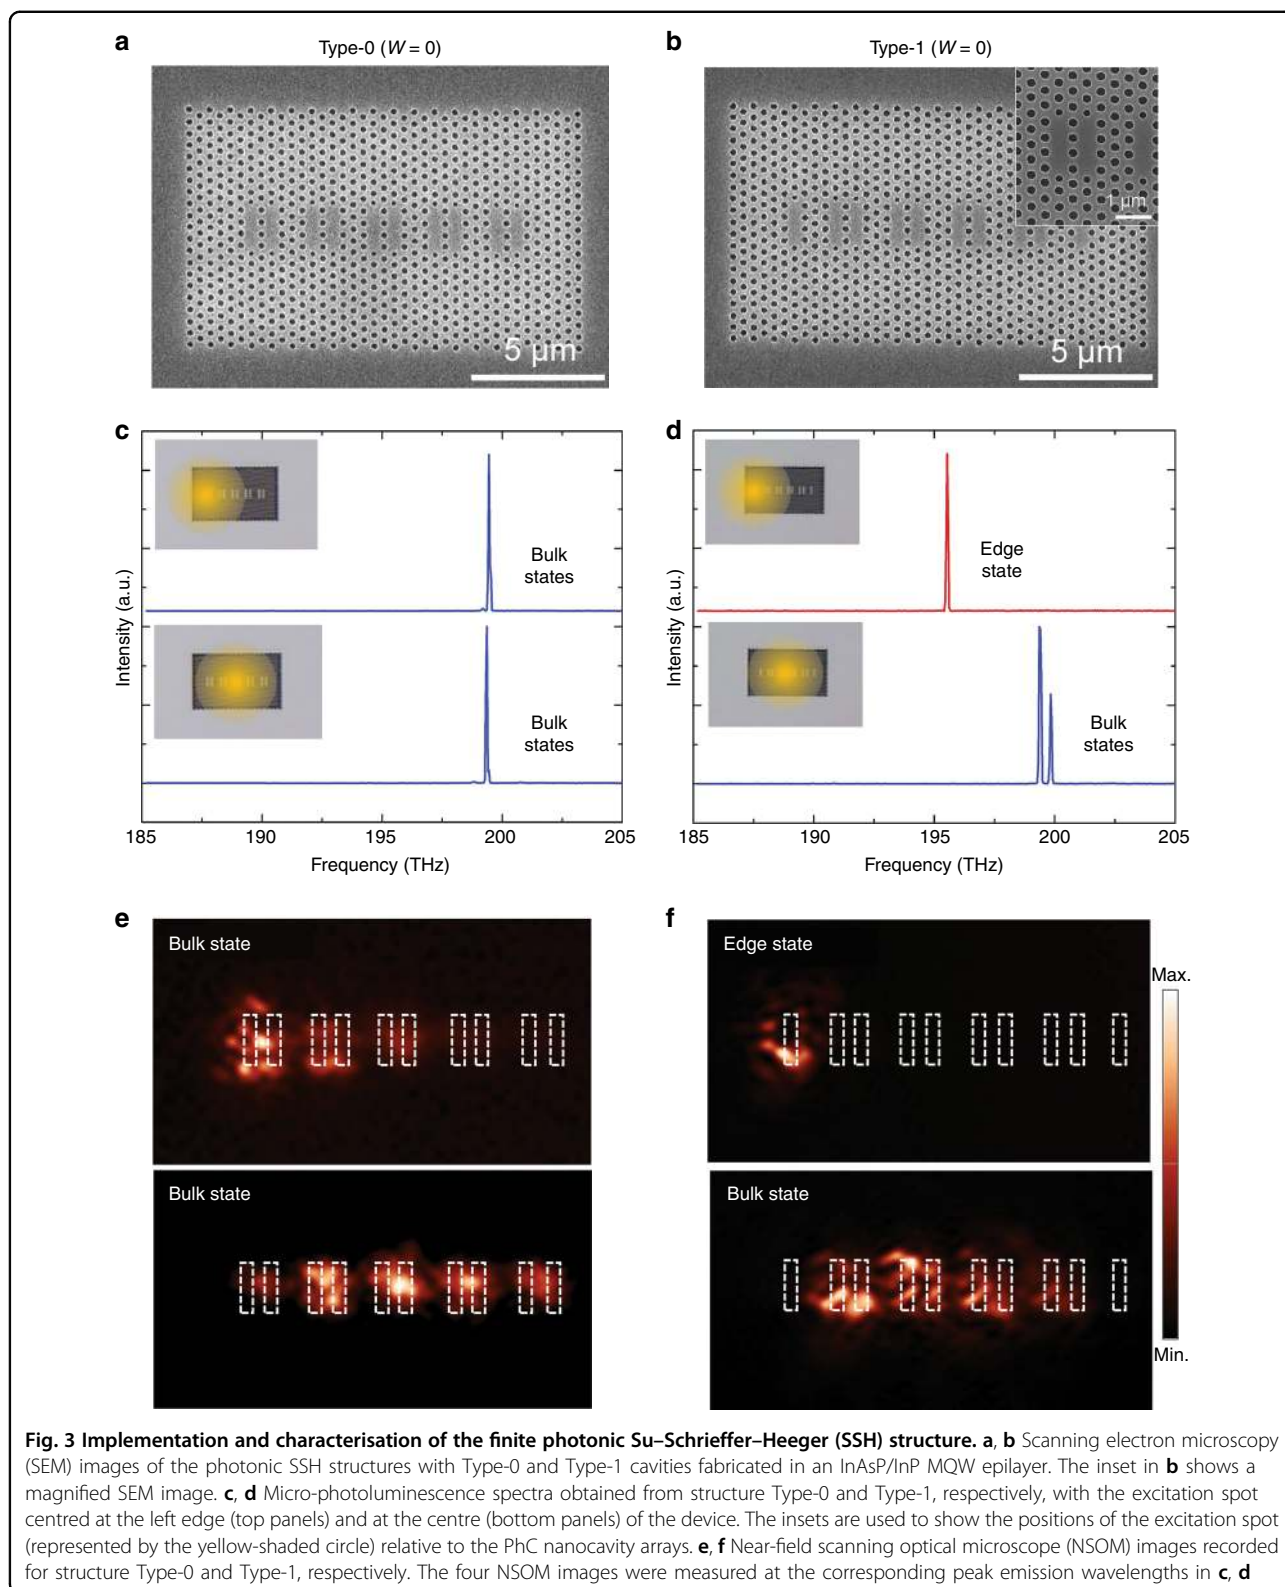 a
Type-0 (W = 0)
b
Type-1 (W = 0)
1 μm
5 μm
5 μm
c
d
Bulk
states
Edge
state
Intensity (a.u.)
Intensity (a.u.)
Bulk
states
Bulk
states
185
190
195
200
205
185
190
195
200
205
Frequency (THz)
Frequency (THz)
e
f
Bulk state
Edge state
Max.
Bulk state
Bulk state
Min.
Fig. 3 Implementation and characterisation of the finite photonic Su–Schrieffer–Heeger (SSH) structure. a, b Scanning electron microscopy
(SEM) images of the photonic SSH structures with Type-0 and Type-1 cavities fabricated in an InAsP/InP MQW epilayer. The inset in b shows a
magnified SEM image. c, d Micro-photoluminescence spectra obtained from structure Type-0 and Type-1, respectively, with the excitation spot
centred at the left edge (top panels) and at the centre (bottom panels) of the device. The insets are used to show the positions of the excitation spot
(represented by the yellow-shaded circle) relative to the PhC nanocavity arrays. e, f Near-field scanning optical microscope (NSOM) images recorded
for structure Type-0 and Type-1, respectively. The four NSOM images were measured at the corresponding peak emission wavelengths in c, d